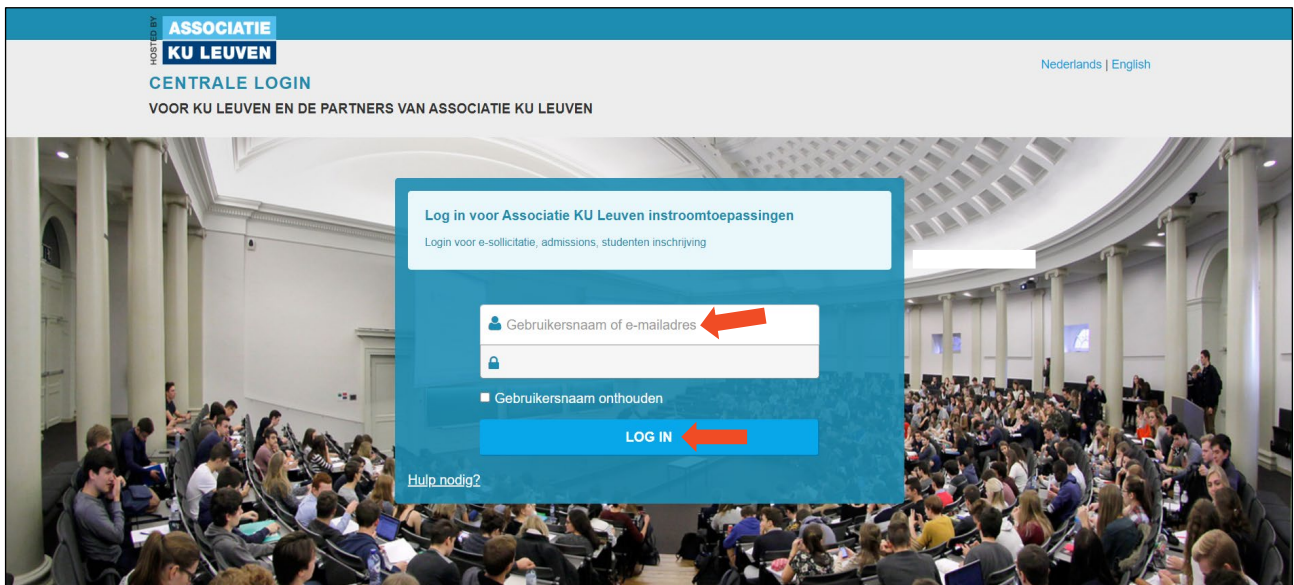 HOSTED BY
ASSOCIATIE
KU LEUVEN
CENTRALE LOGIN
VOOR KU LEUVEN EN DE PARTNERS VAN ASSOCIATIE KU LEUVEN
Nederlands | English
Log in voor Associatie KU Leuven instroomtoepassingen
Login voor e-sollicitatie, admissions, studenten inschrijving
Gebruikersnaam of e-mailadres
Gebruikersnaam onthouden
LOG IN
Hulp nodig?